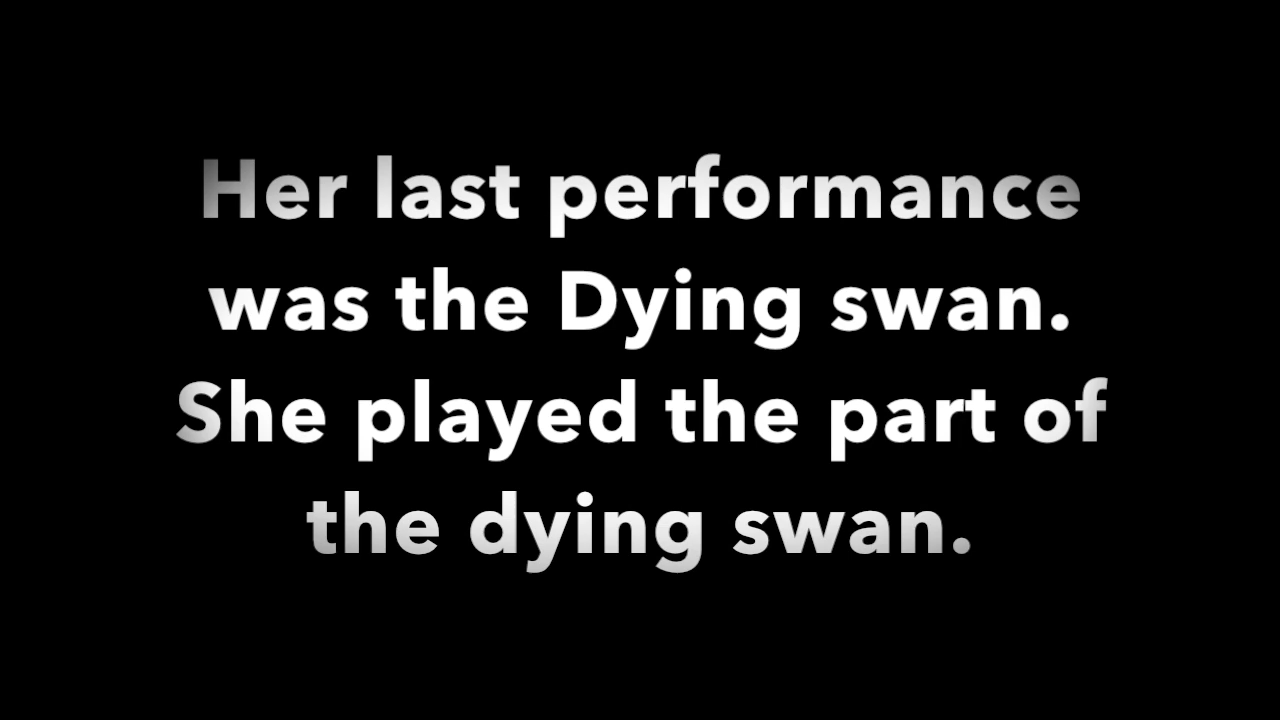 Her last performance
was the Dying swan.
She played the part of
the dying swan.